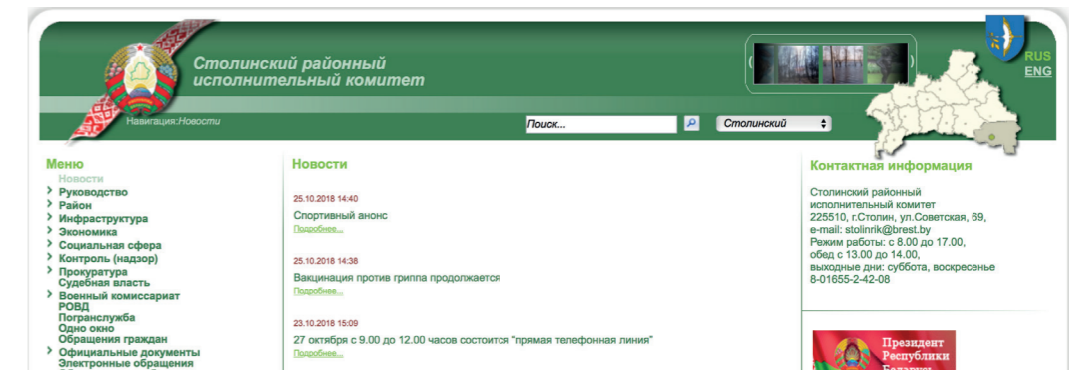 Столинский районный
исполнительный комитет
RUS
ENG
Навигация:Новости
Поиск...
Столинский
Меню
Новости
Руководство
Район
Инфраструктура
Экономика
Социальная сфера
Контроль (надзор)
Прокуратура
Судебная власть
Военный комиссариат
РОВД
Погранслужба
Одно окно
Обращения граждан
Официальные документы
Электронные обращения
Новости
25.10.2018 14:40
Спортивный анонс
Подробнее...
25.10.2018 14:38
Вакцинация против гриппа продолжается
Подробнее...
23.10.2018 15:09
27 октября с 9.00 до 12.00 часов состоится "прямая телефонная линия"
Подробнее...
Контактная информация
Столинский районный
исполнительный комитет
225510, г.Столин, ул.Советская, 69,
e-mail: stolinrik@brest.by
Режим работы: с 8.00 до 17.00,
обед с 13.00 до 14.00,
выходные дни: суббота, воскресенье
8-01655-2-42-08
Президент
Республики
Беларусь